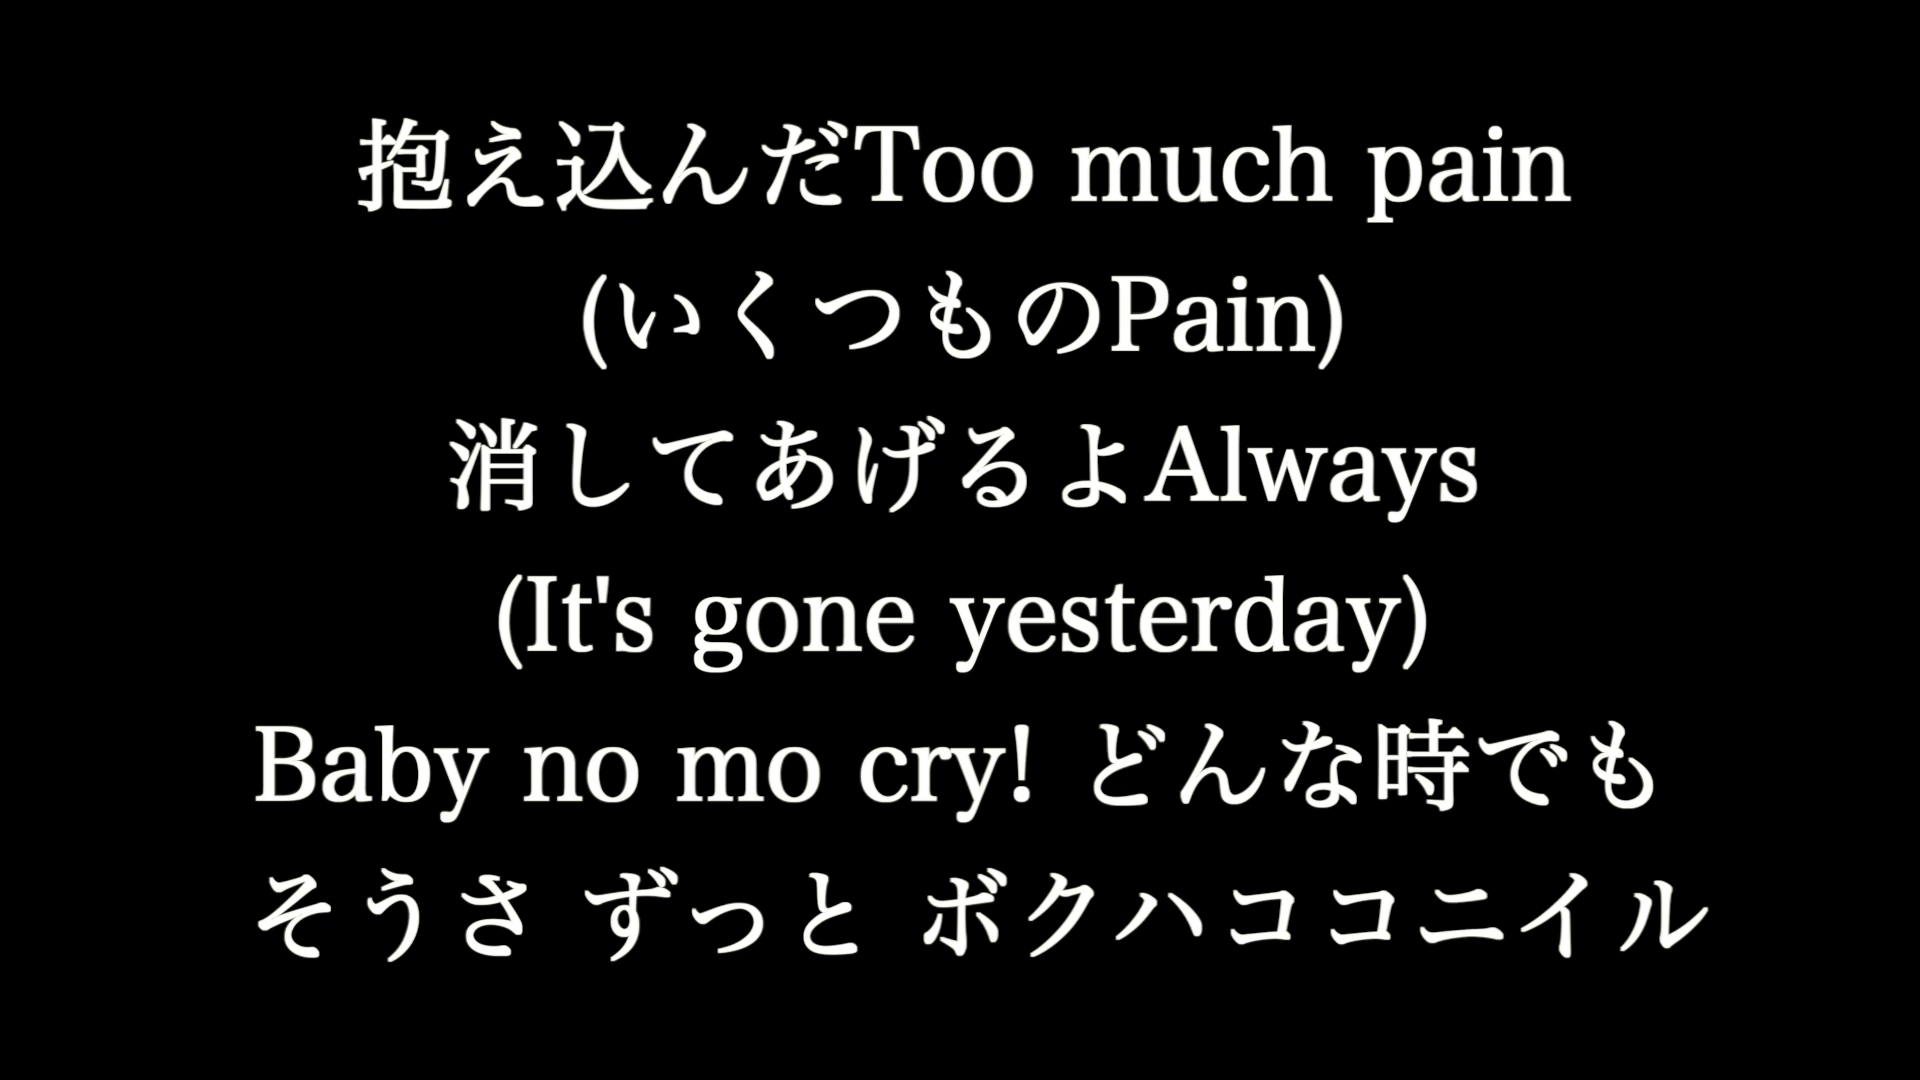 抱え込んだToo much pain
(いくつものPain)
消してあげるよAlways
(It's gone yesterday)
Baby no mo cry! どんな時でも
そうさ ずっと ボクハココニイル